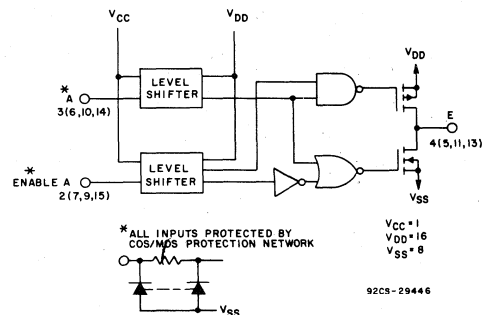 VCC
VDD
LEVEL
SHIFTER
*
A
3(6,10,14)
VDD
E
4(5,11,13)
LEVEL
SHIFTER
*
ENABLE A
2(7,9,15)
VSS
*ALL INPUTS PROTECTED BY
COS/MOS PROTECTION NETWORK
VCC=1
VDD=16
VSS=8
VSS
92CS-29446